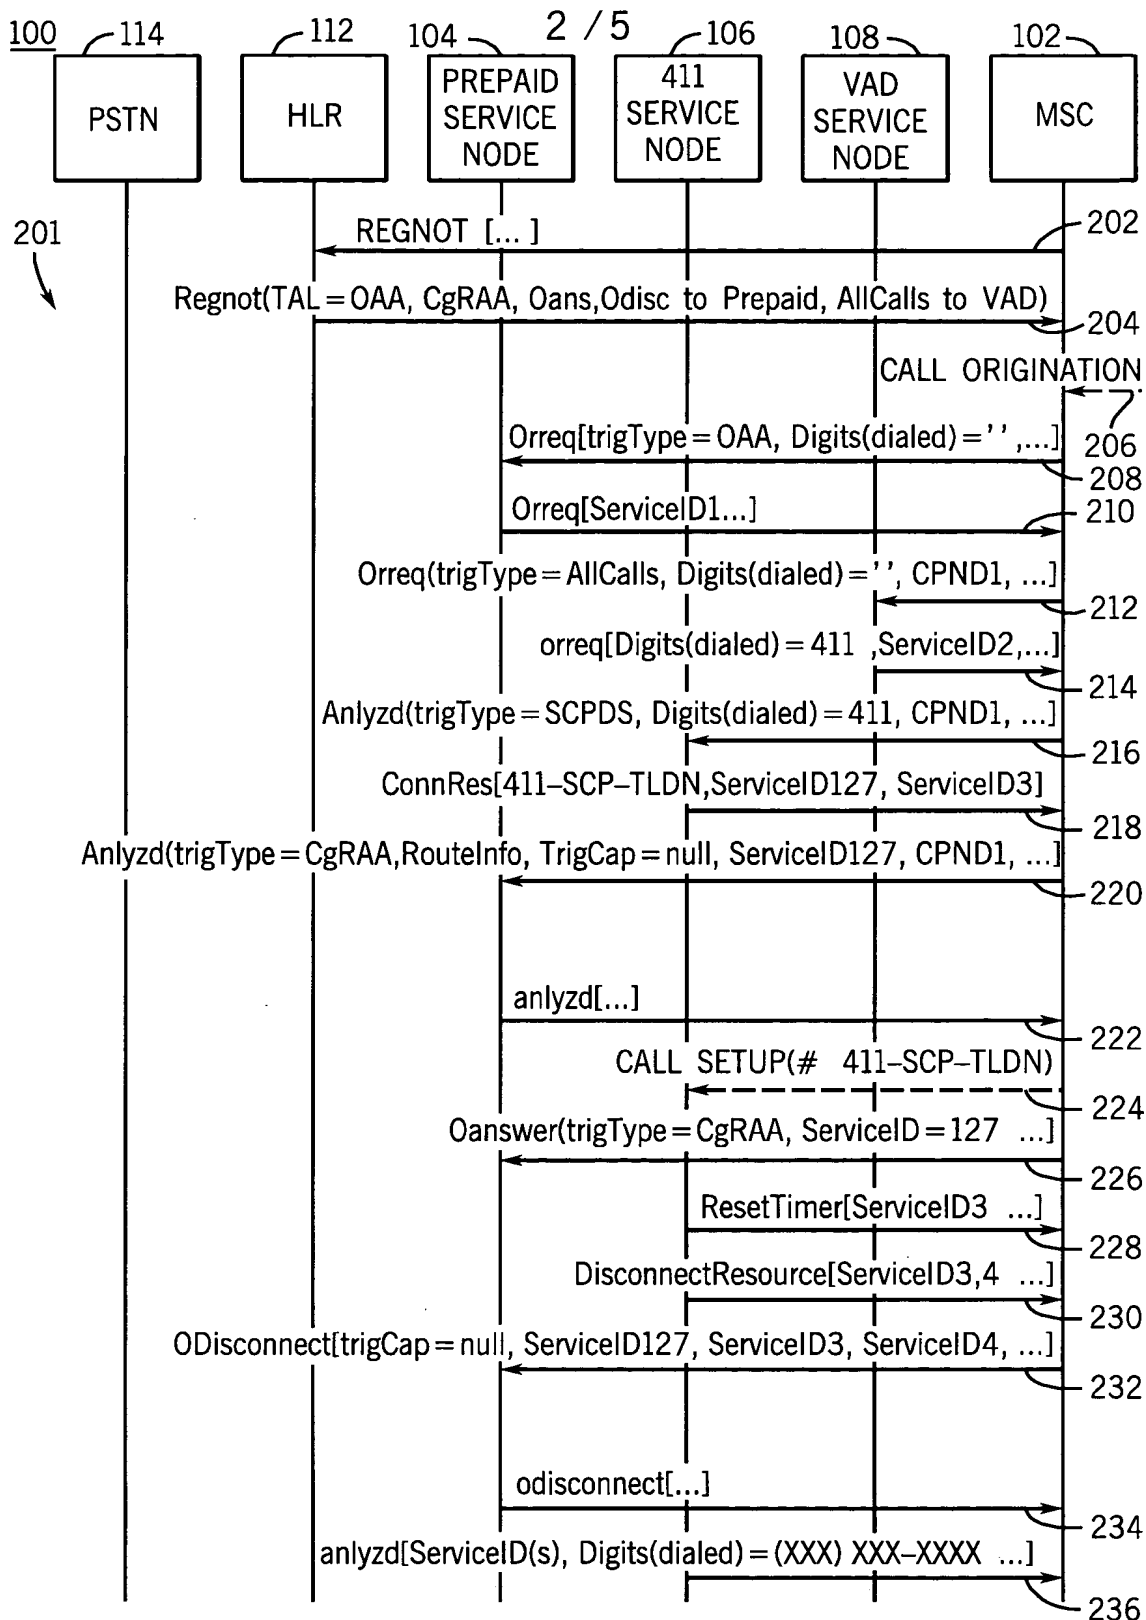 2 / 5
100
114
112
104
106
108
102
PSTN
HLR
PREPAID
SERVICE
NODE
411
SERVICE
NODE
VAD
SERVICE
NODE
MSC
201
REGNOT [... ]
202
Regnot(TAL=OAA, CgRAA, Oans,Odisc to Prepaid, AllCalls to VAD)
204
CALL ORIGINATION
206
Orreq[trigType=OAA, Digits(dialed)='' ,...]
208
Orreq[ServiceID1...]
210
Orreq(trigType=AllCalls, Digits(dialed)='', CPND1, ...]
212
orreq[Digits(dialed)=411 ,ServiceID2,...]
214
Anlyzd(trigType=SCPDS, Digits(dialed)=411, CPND1, ...]
216
ConnRes[411–SCP–TLDN,ServiceID127, ServiceID3]
218
Anlyzd(trigType=CgRAA,RouteInfo, TrigCap=null, ServiceID127, CPND1, ...]
220
anlyzd[...]
222
CALL SETUP(# 411–SCP–TLDN)
224
Oanswer(trigType=CgRAA, ServiceID=127 ...]
226
ResetTimer[ServiceID3 ...]
228
DisconnectResource[ServiceID3,4 ...]
230
ODisconnect[trigCap=null, ServiceID127, ServiceID3, ServiceID4, ...]
232
odisconnect[...]
234
anlyzd[ServiceID(s), Digits(dialed)=(XXX) XXX–XXXX ...]
236